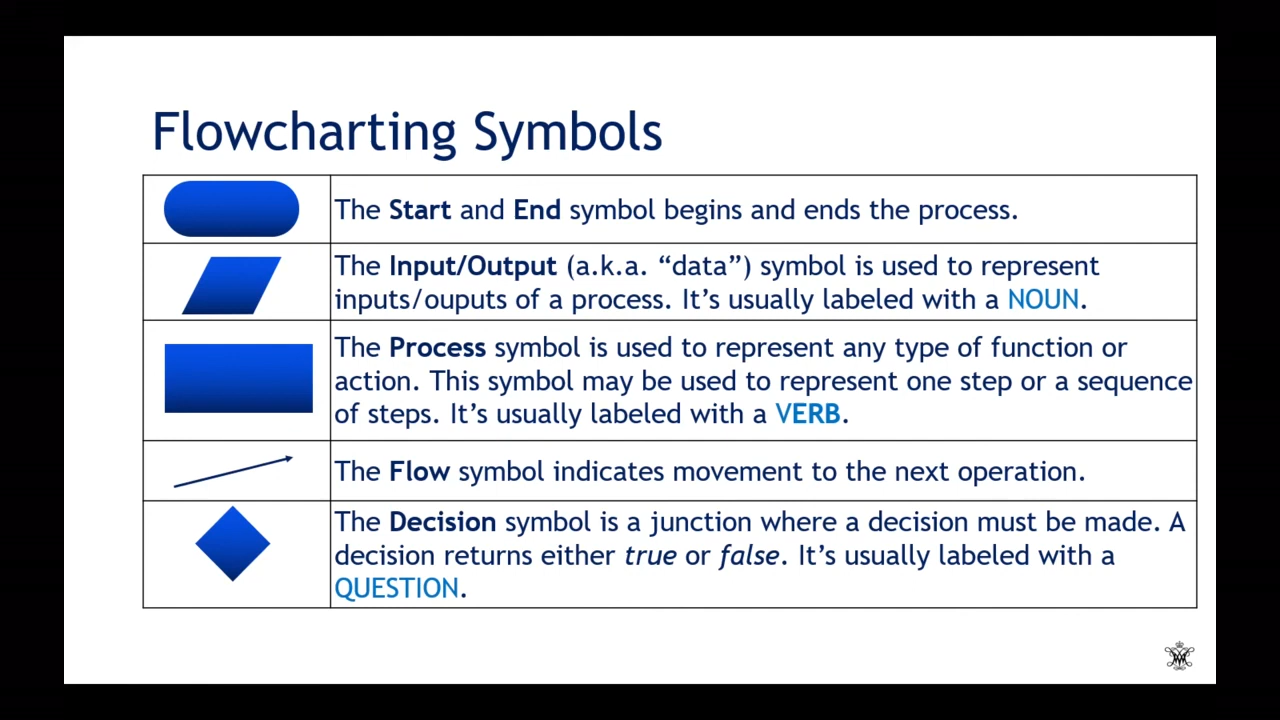 Flowcharting Symbols
The Start and End symbol begins and ends the process.
The Input/Output (a.k.a. “data”) symbol is used to represent
inputs/ouputs of a process. It’s usually labeled with a NOUN.
The Process symbol is used to represent any type of function or
action. This symbol may be used to represent one step or a sequence
of steps. It’s usually labeled with a VERB.
The Flow symbol indicates movement to the next operation.
The Decision symbol is a junction where a decision must be made. A
decision returns either true or false. It’s usually labeled with a
QUESTION.